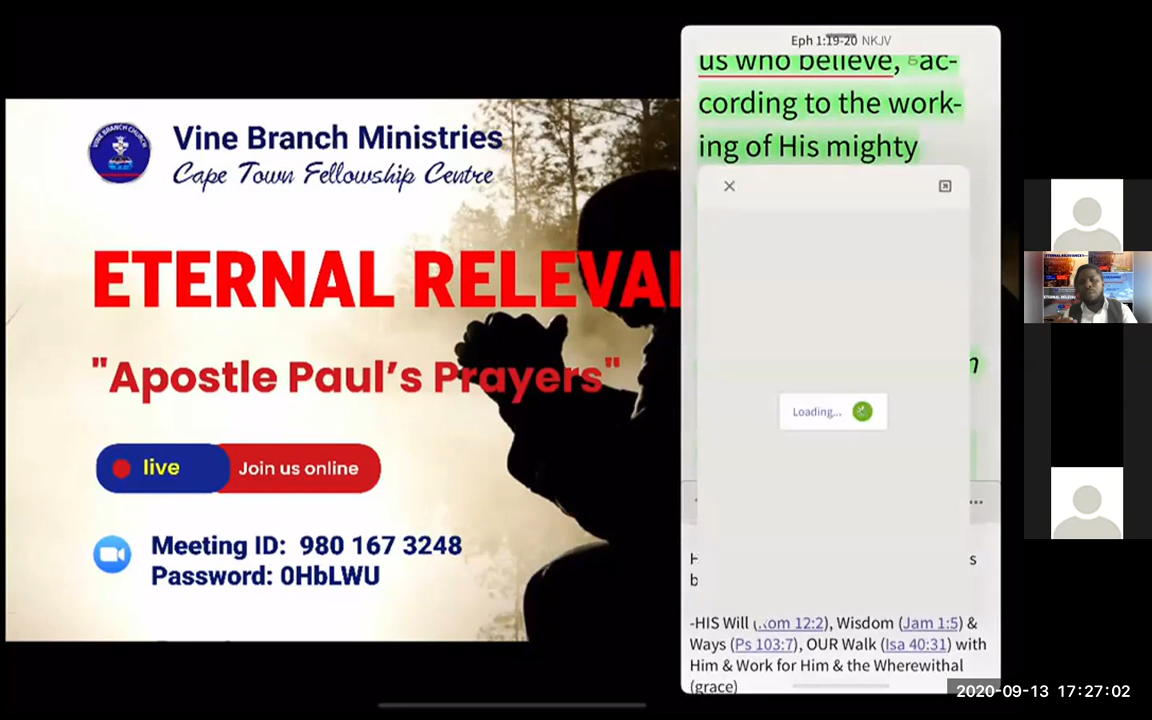 Eph 1:19-20 NKJV
us who believe, ac-
cording to the work-
ing of His mighty
VINE BRANCH CHURCH
Vine Branch Ministries
Cape Town Fellowship Centre
ETERNAL RELEVA
"Apostle Paul's Prayers"
live
Join us online
Meeting ID: 980 167 3248
Password: 0HbLWU
Loading...
-HIS Will (Rom 12:2), Wisdom (Jam 1:5) &
Ways (Ps 103:7), OUR Walk (Isa 40:31) with
Him & Work for Him & the Wherewithal
(grace)
2020-09-13 17:27:02